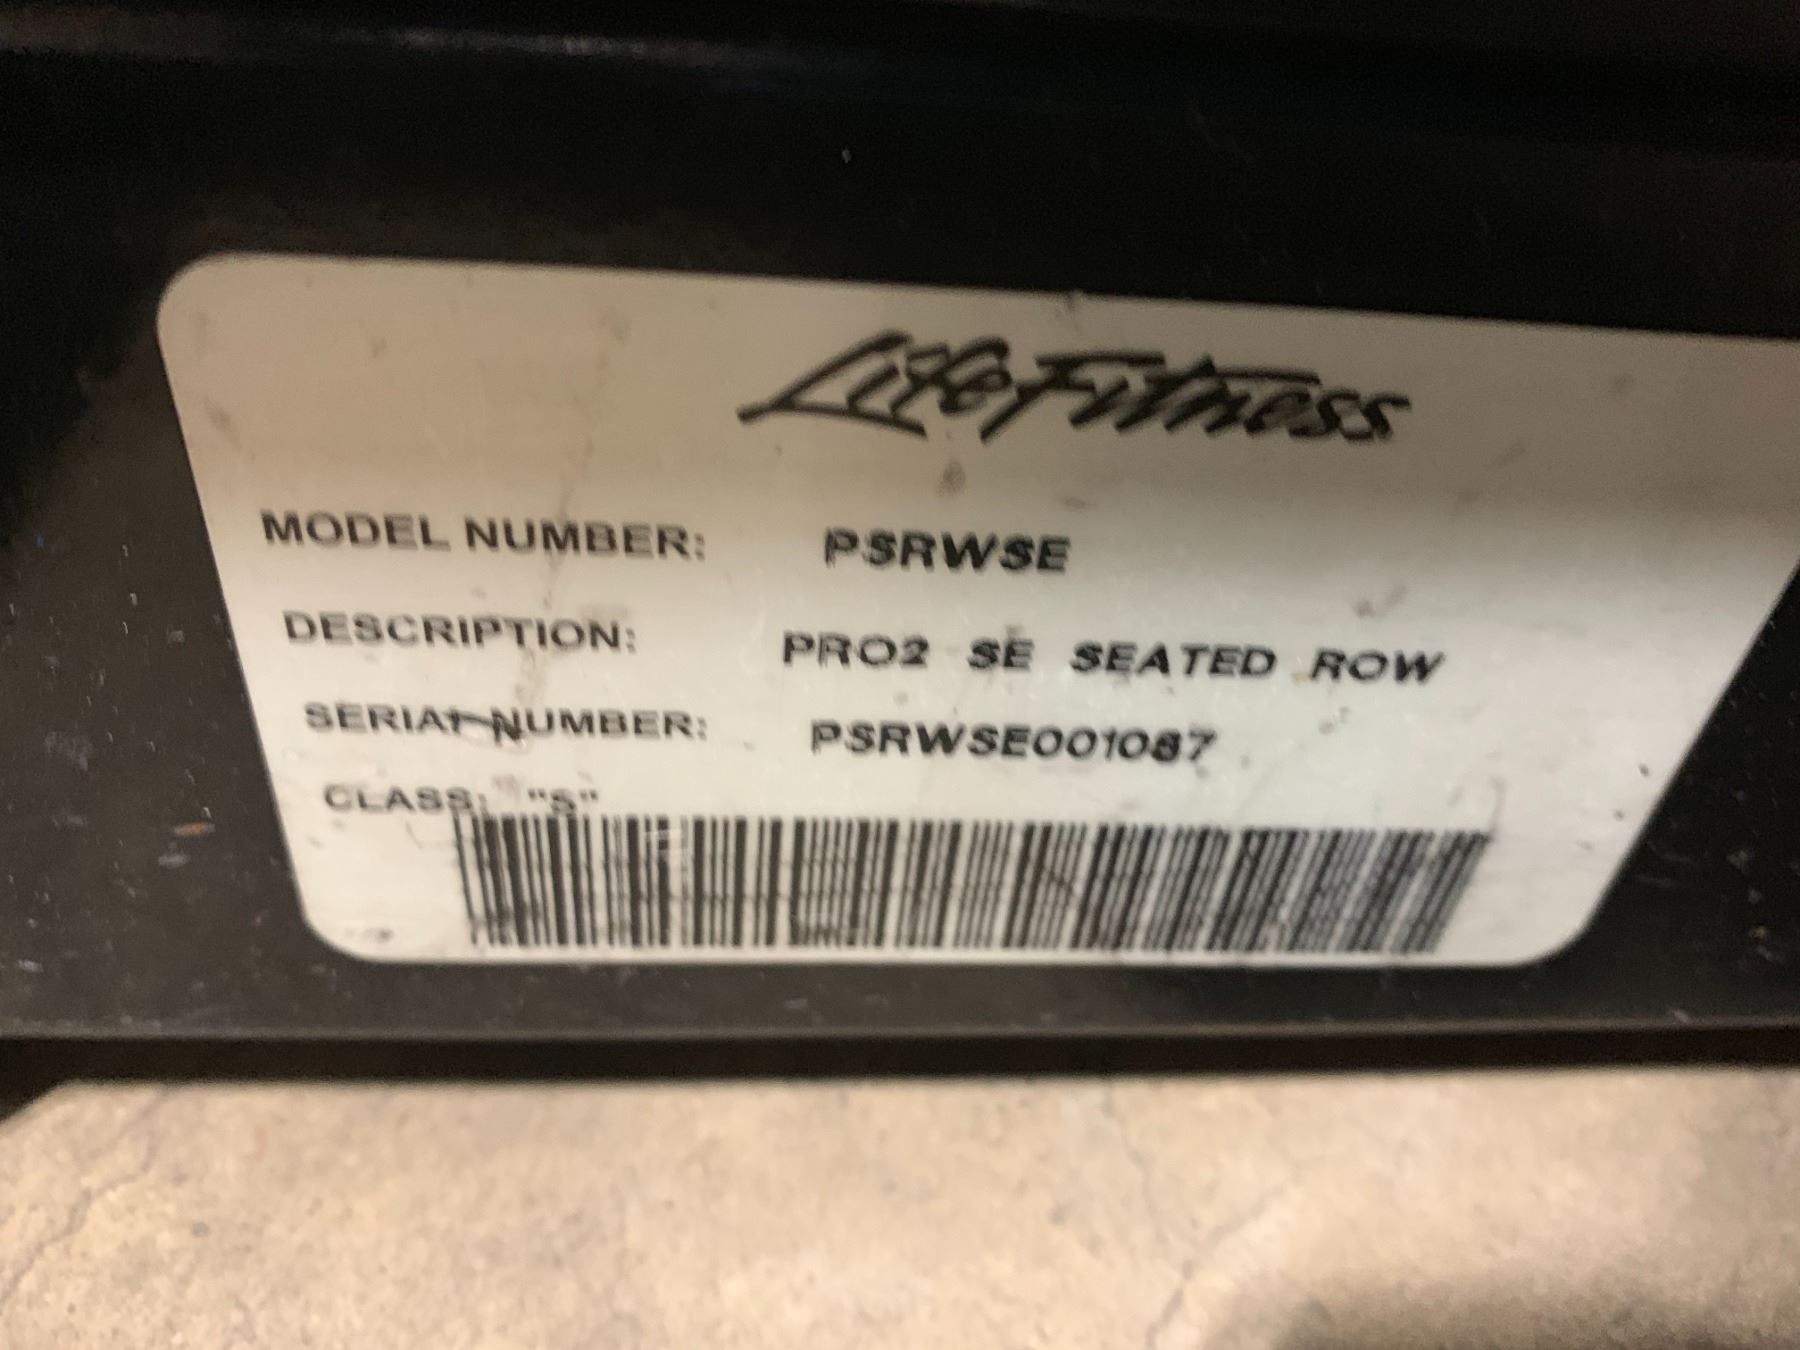 LifeFitness
MODEL NUMBER: PSRWSE
DESCRIPTION: PRO2 SE SEATED ROW
SERIAL NUMBER: PSRWSE001087
CLASS: "S"